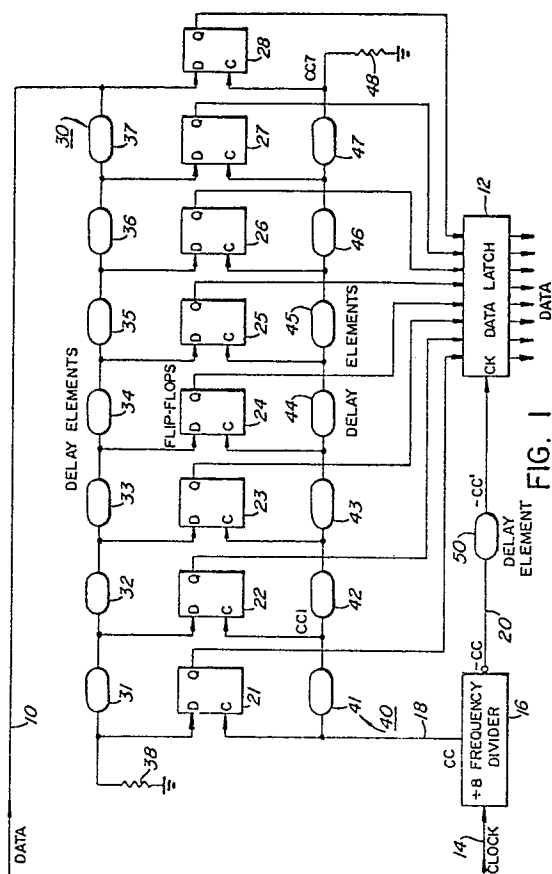 DATA
10
30
DELAY ELEMENTS
31
32
33
34
35
36
37
38
FLIP-FLOPS
D Q
C
21
D Q
C
22
D Q
C
23
D Q
C
24
D Q
C
25
D Q
C
26
D Q
C
27
D Q
C
28
CC1
CC7
41
42
43
44
45
46
47
48
40
DELAY
ELEMENTS
18
CC
CLOCK
14
÷8 FREQUENCY
DIVIDER
16
-CC
20
50
DELAY
ELEMENT
-CC'
CK
DATA LATCH
12
DATA
FIG. 1